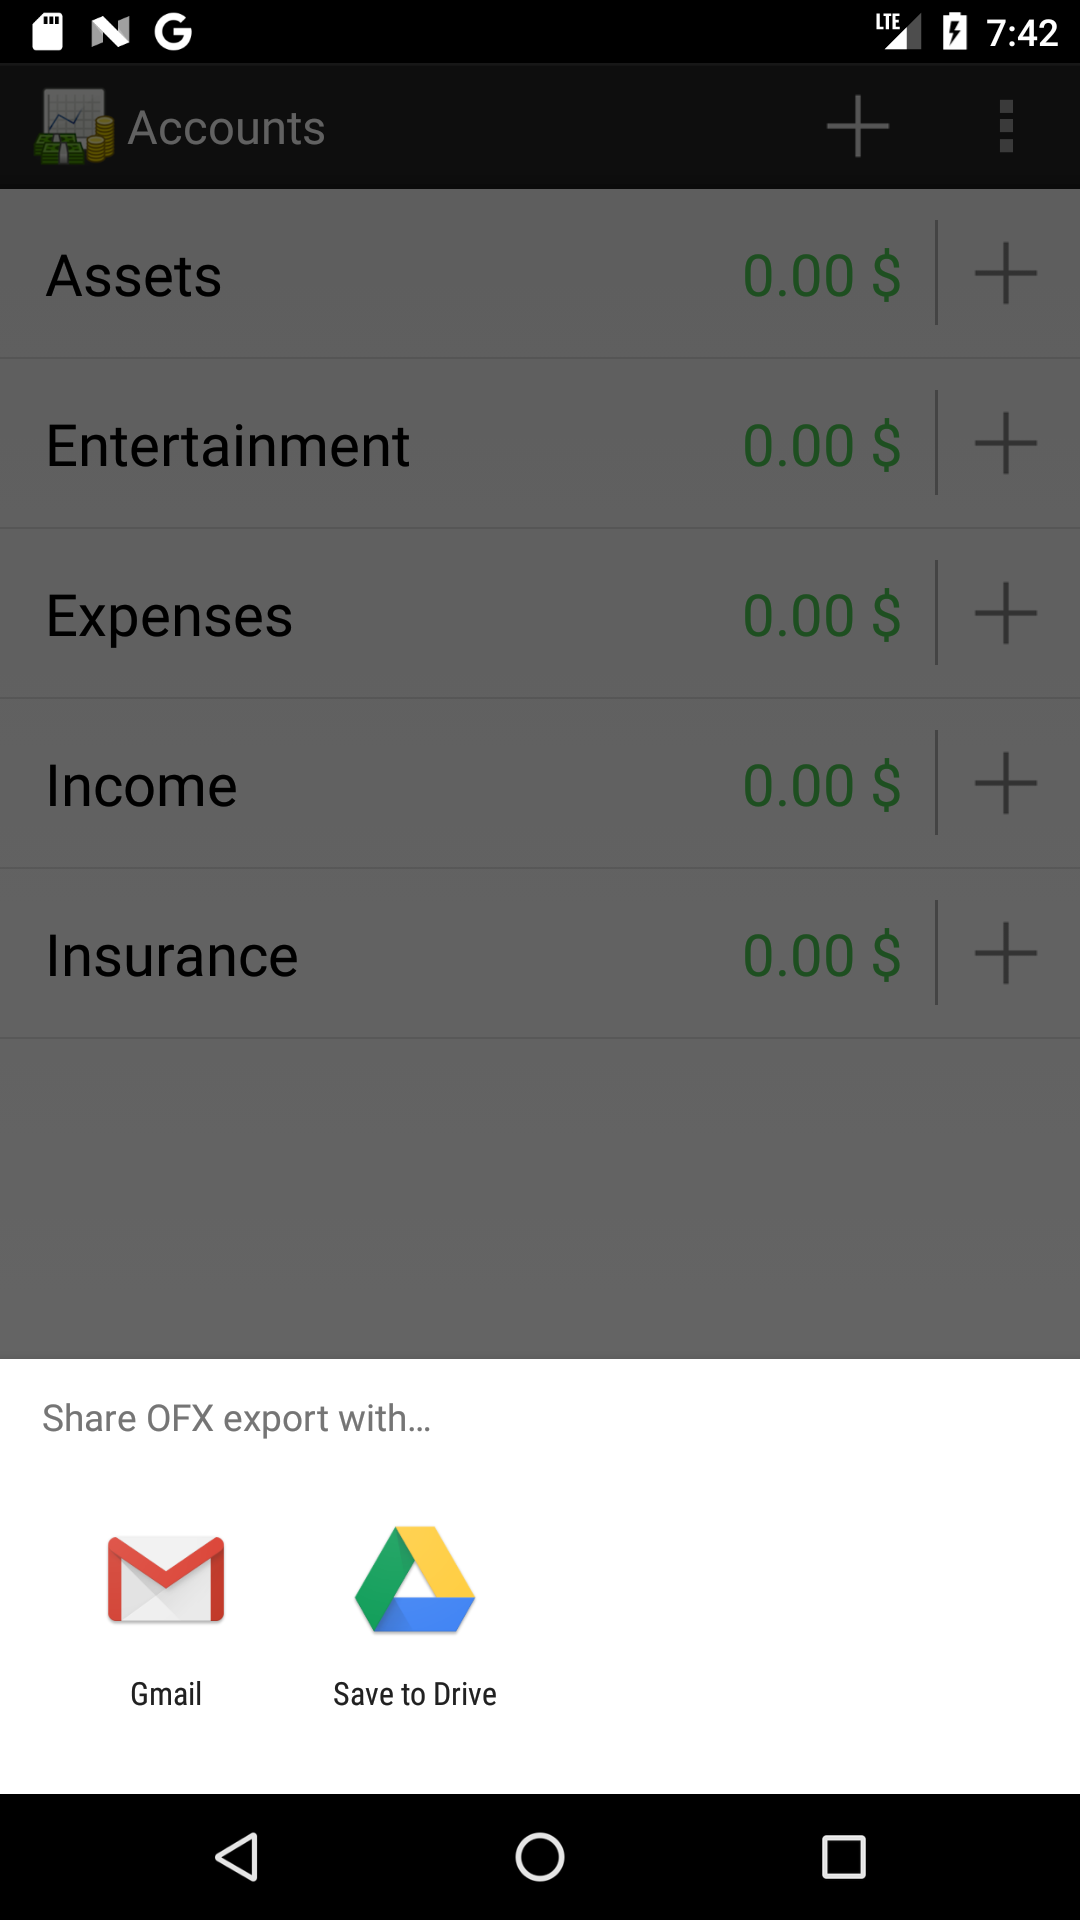 LTE 7:42
Accounts
Assets 0.00 $
Entertainment 0.00 $
Expenses 0.00 $
Income 0.00 $
Insurance 0.00 $
Share OFX export with...
Gmail Save to Drive